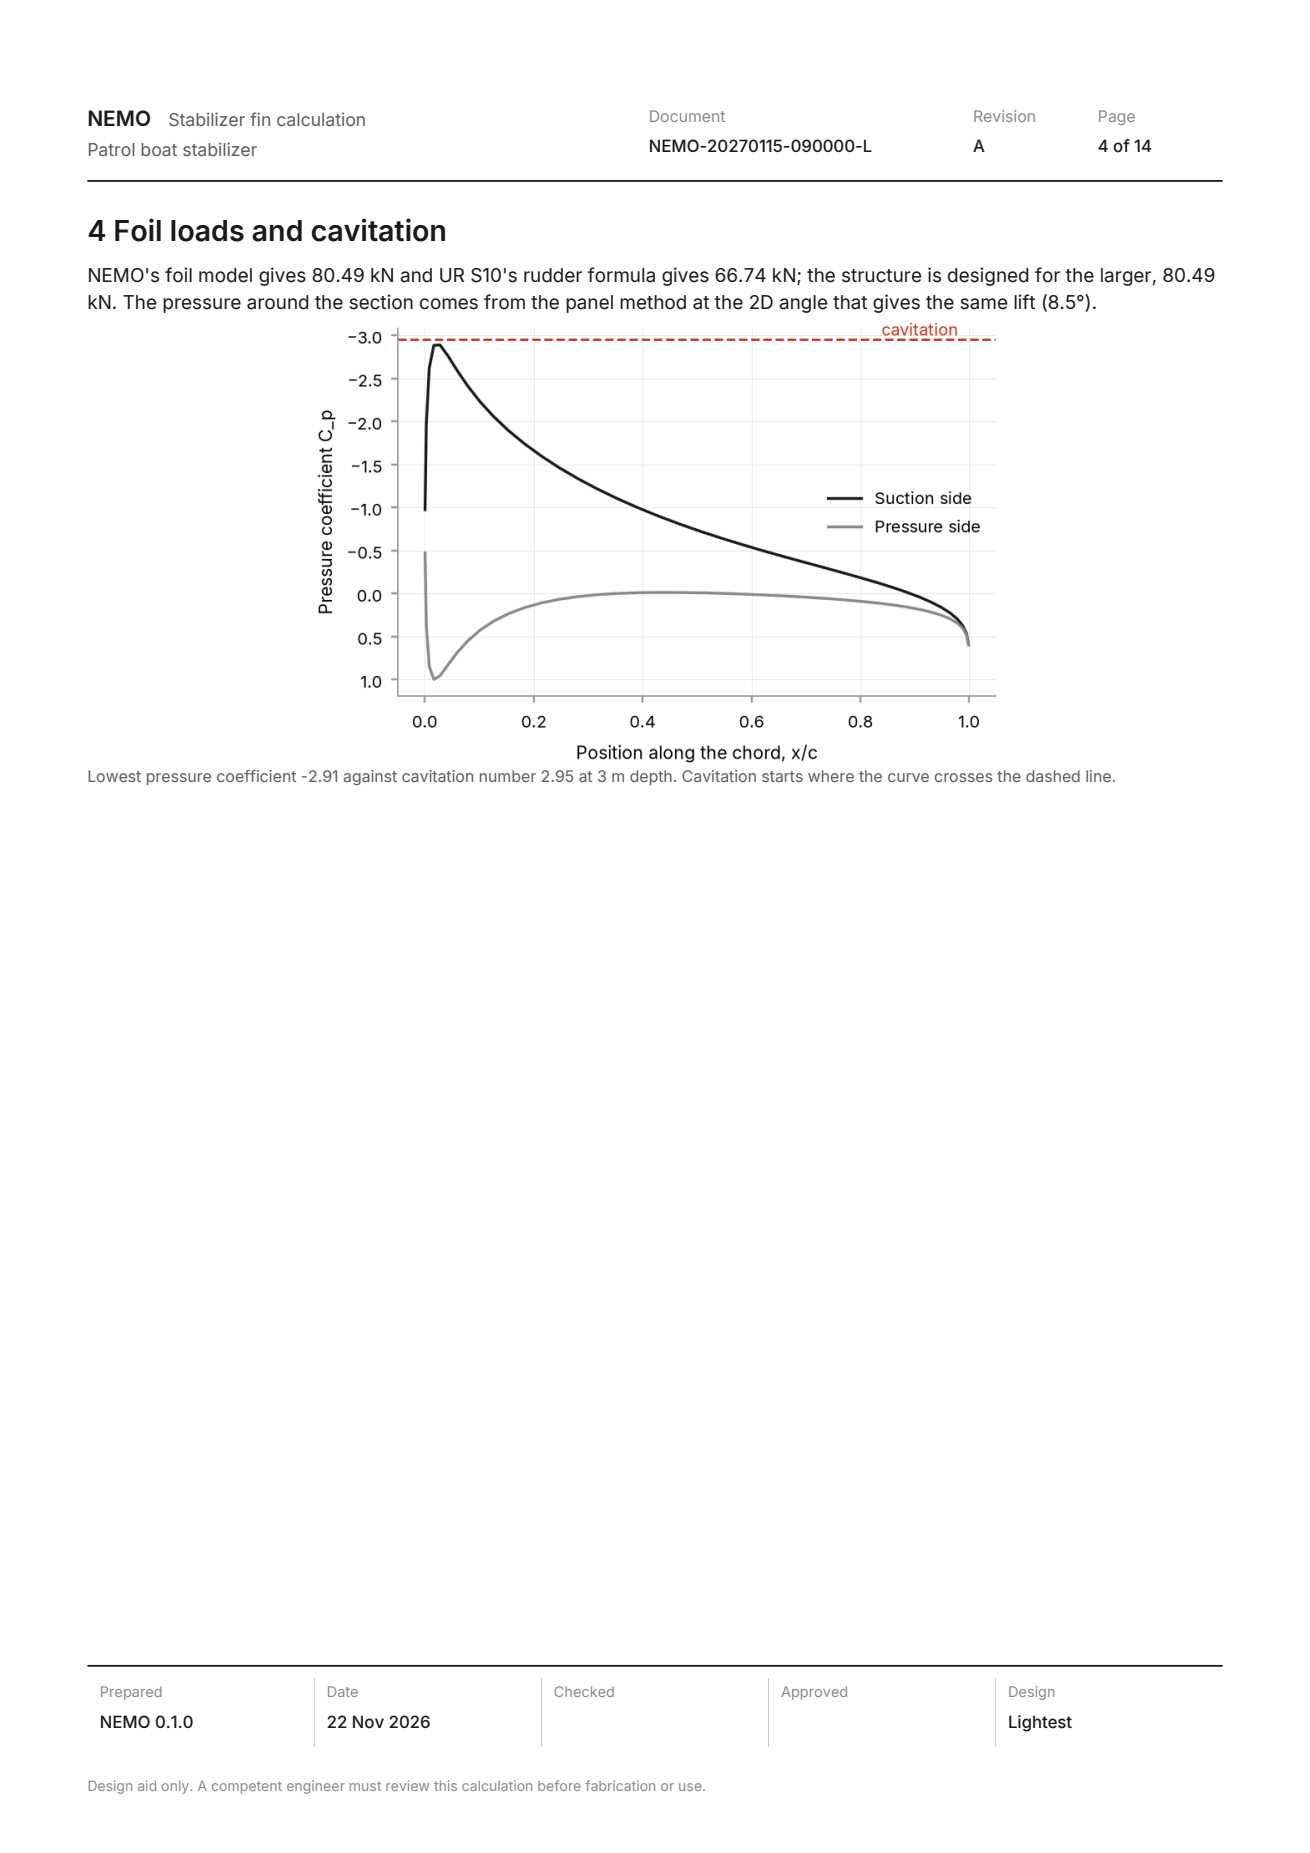 NEMO Stabilizer fin calculation
Patrol boat stabilizer
Document
NEMO-20270115-090000-L
Revision
A
Page
4 of 14
4 Foil loads and cavitation
NEMO's foil model gives 80.49 kN and UR S10's rudder formula gives 66.74 kN; the structure is designed for the larger, 80.49
kN. The pressure around the section comes from the panel method at the 2D angle that gives the same lift (8.5°).
cavitation
−3.0
−2.5
−2.0
−1.5
−1.0
−0.5
0.0
0.5
1.0
Pressure coefficient C_p
Suction side
Pressure side
0.0 0.2 0.4 0.6 0.8 1.0
Position along the chord, x/c
Lowest pressure coefficient -2.91 against cavitation number 2.95 at 3 m depth. Cavitation starts where the curve crosses the dashed line.
Prepared
NEMO 0.1.0
Date
22 Nov 2026
Checked
Approved
Design
Lightest
Design aid only. A competent engineer must review this calculation before fabrication or use.